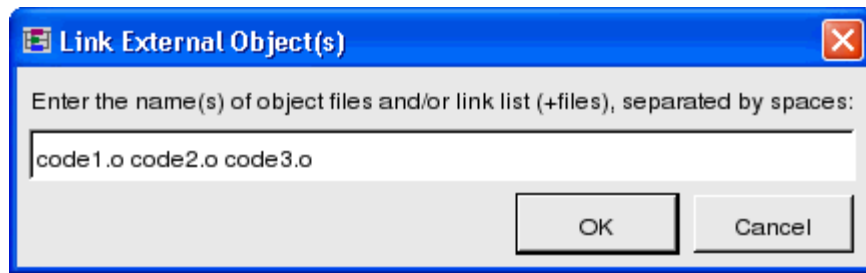 Link External Object(s)
Enter the name(s) of object files and/or link list (+files), separated by spaces:
code1.o code2.o code3.o
OK Cancel